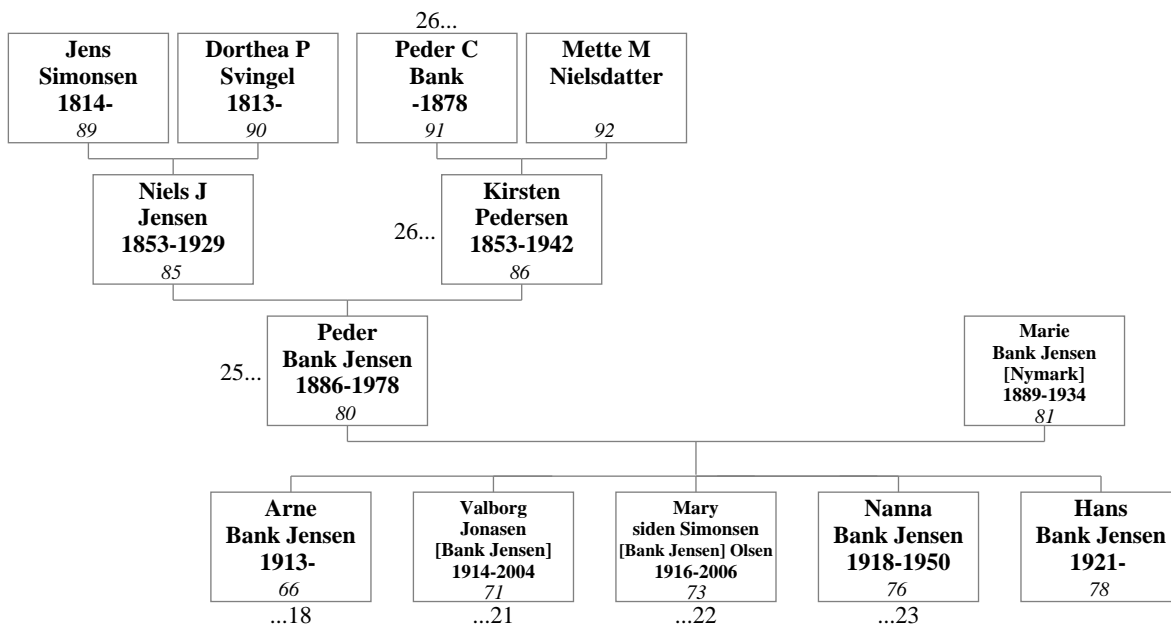 26...
Jens
Simonsen
1814-
89
Dorthea P
Svingel
1813-
90
Peder C
Bank
-1878
91
Mette M
Nielsdatter
92
Niels J
Jensen
1853-1929
85
26...
Kirsten
Pedersen
1853-1942
86
25...
Peder
Bank Jensen
1886-1978
80
Marie
Bank Jensen
[Nymark]
1889-1934
81
Arne
Bank Jensen
1913-
66
...18
Valborg
Jonasen
[Bank Jensen]
1914-2004
71
...21
Mary
siden Simonsen
[Bank Jensen] Olsen
1916-2006
73
...22
Nanna
Bank Jensen
1918-1950
76
...23
Hans
Bank Jensen
1921-
78